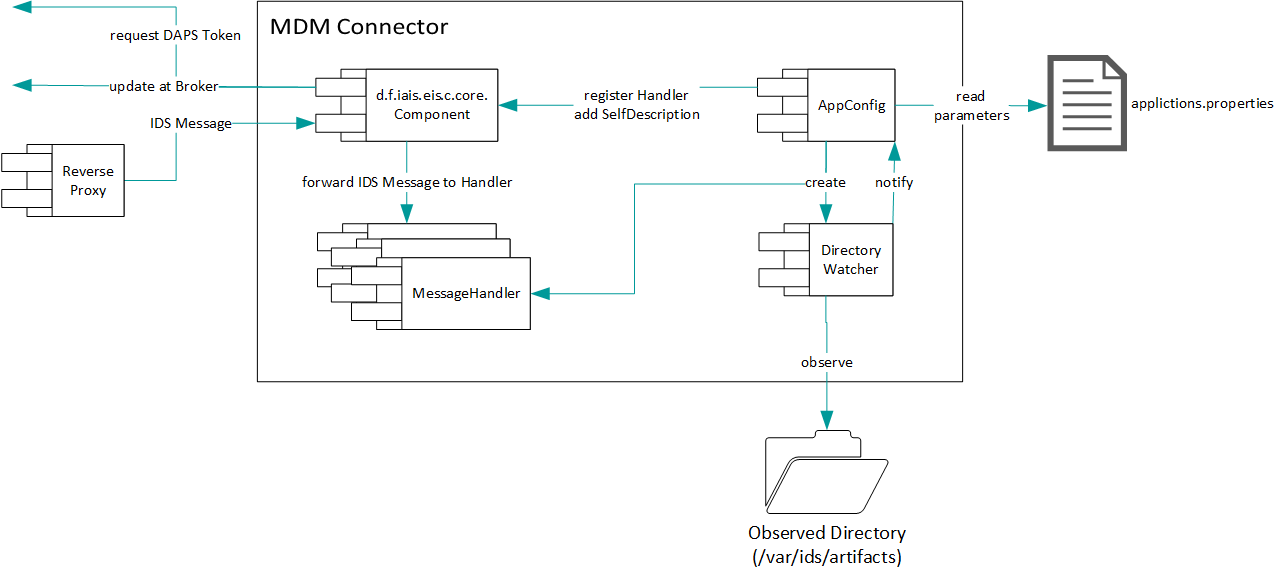 MDM Connector
request DAPS Token
update at Broker
IDS Message
Reverse
Proxy
d.f.iais.eis.c.core.
Component
register Handler
add SelfDescription
AppConfig
read
parameters
applictions.properties
forward IDS Message to Handler
create
notify
MessageHandler
Directory
Watcher
observe
Observed Directory
(/var/ids/artifacts)